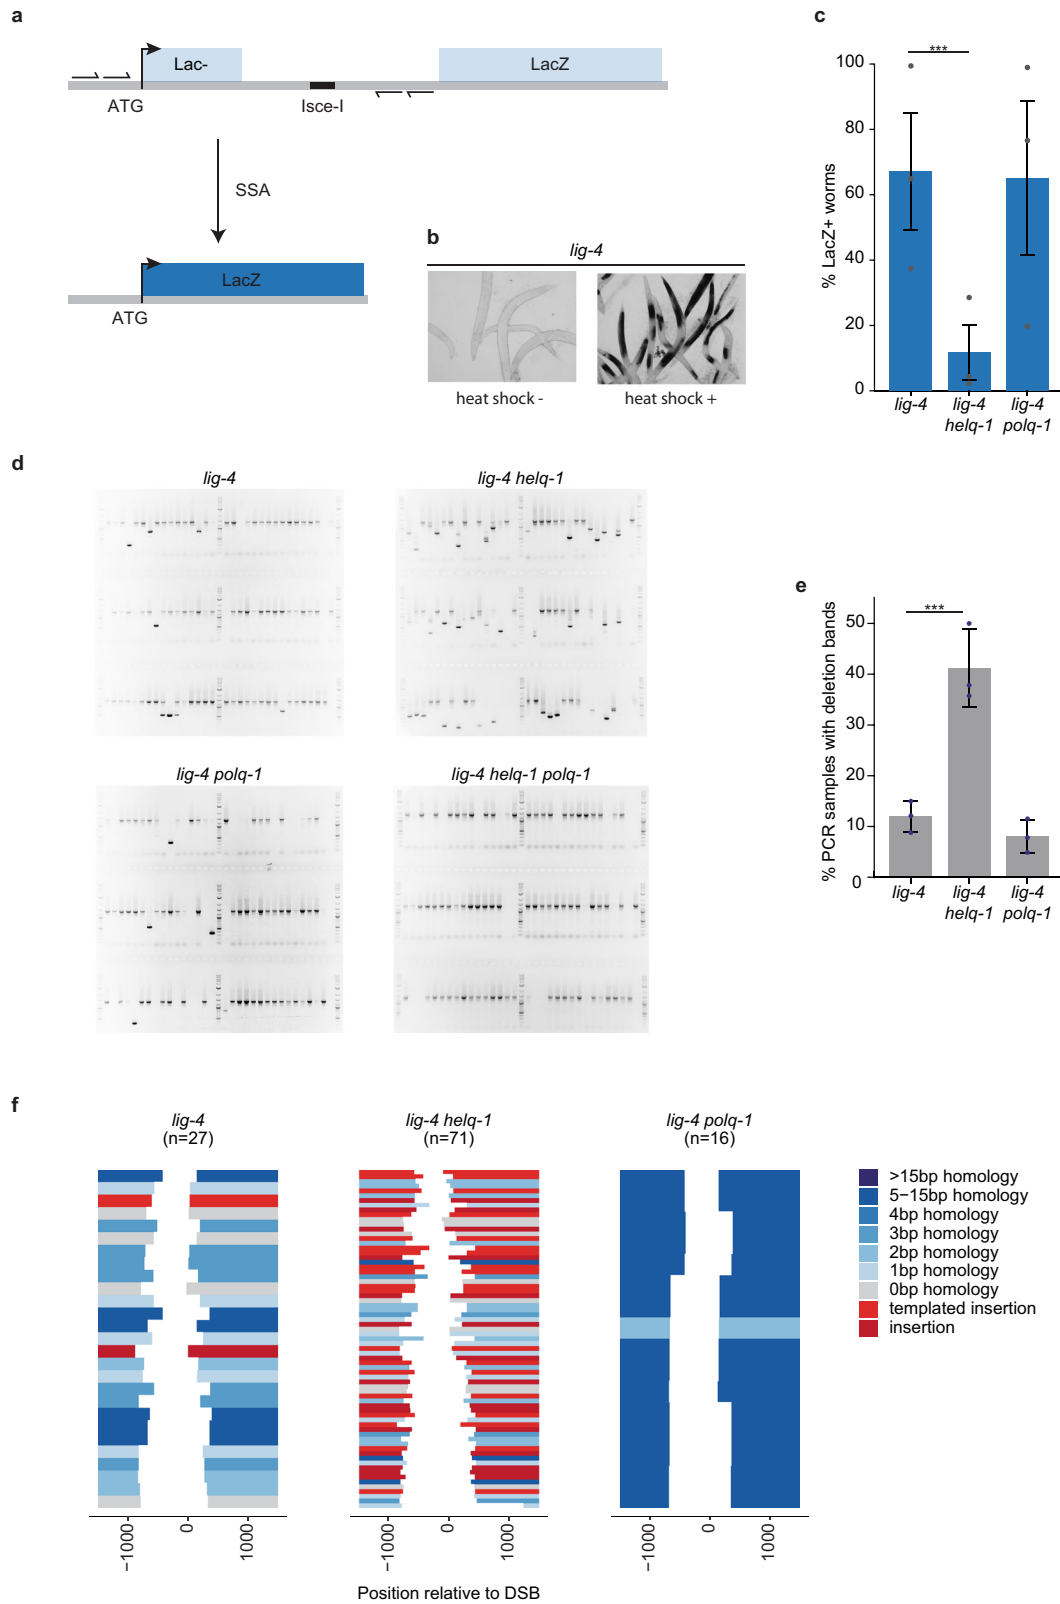 a
Lac-
LacZ
ATG
Isce-I
SSA
LacZ
ATG
b
lig-4
heat shock -
heat shock +
c
% LacZ+ worms
100
80
60
40
20
0
***
lig-4
lig-4 helq-1
lig-4 polq-1
d
lig-4
lig-4 helq-1
lig-4 polq-1
lig-4 helq-1 polq-1
e
% PCR samples with deletion bands
50
40
30
20
10
0
***
lig-4
lig-4 helq-1
lig-4 polq-1
f
lig-4
(n=27)
lig-4 helq-1
(n=71)
lig-4 polq-1
(n=16)
>15bp homology
5−15bp homology
4bp homology
3bp homology
2bp homology
1bp homology
0bp homology
templated insertion
insertion
−1000
0
1000
−1000
0
1000
−1000
0
1000
Position relative to DSB